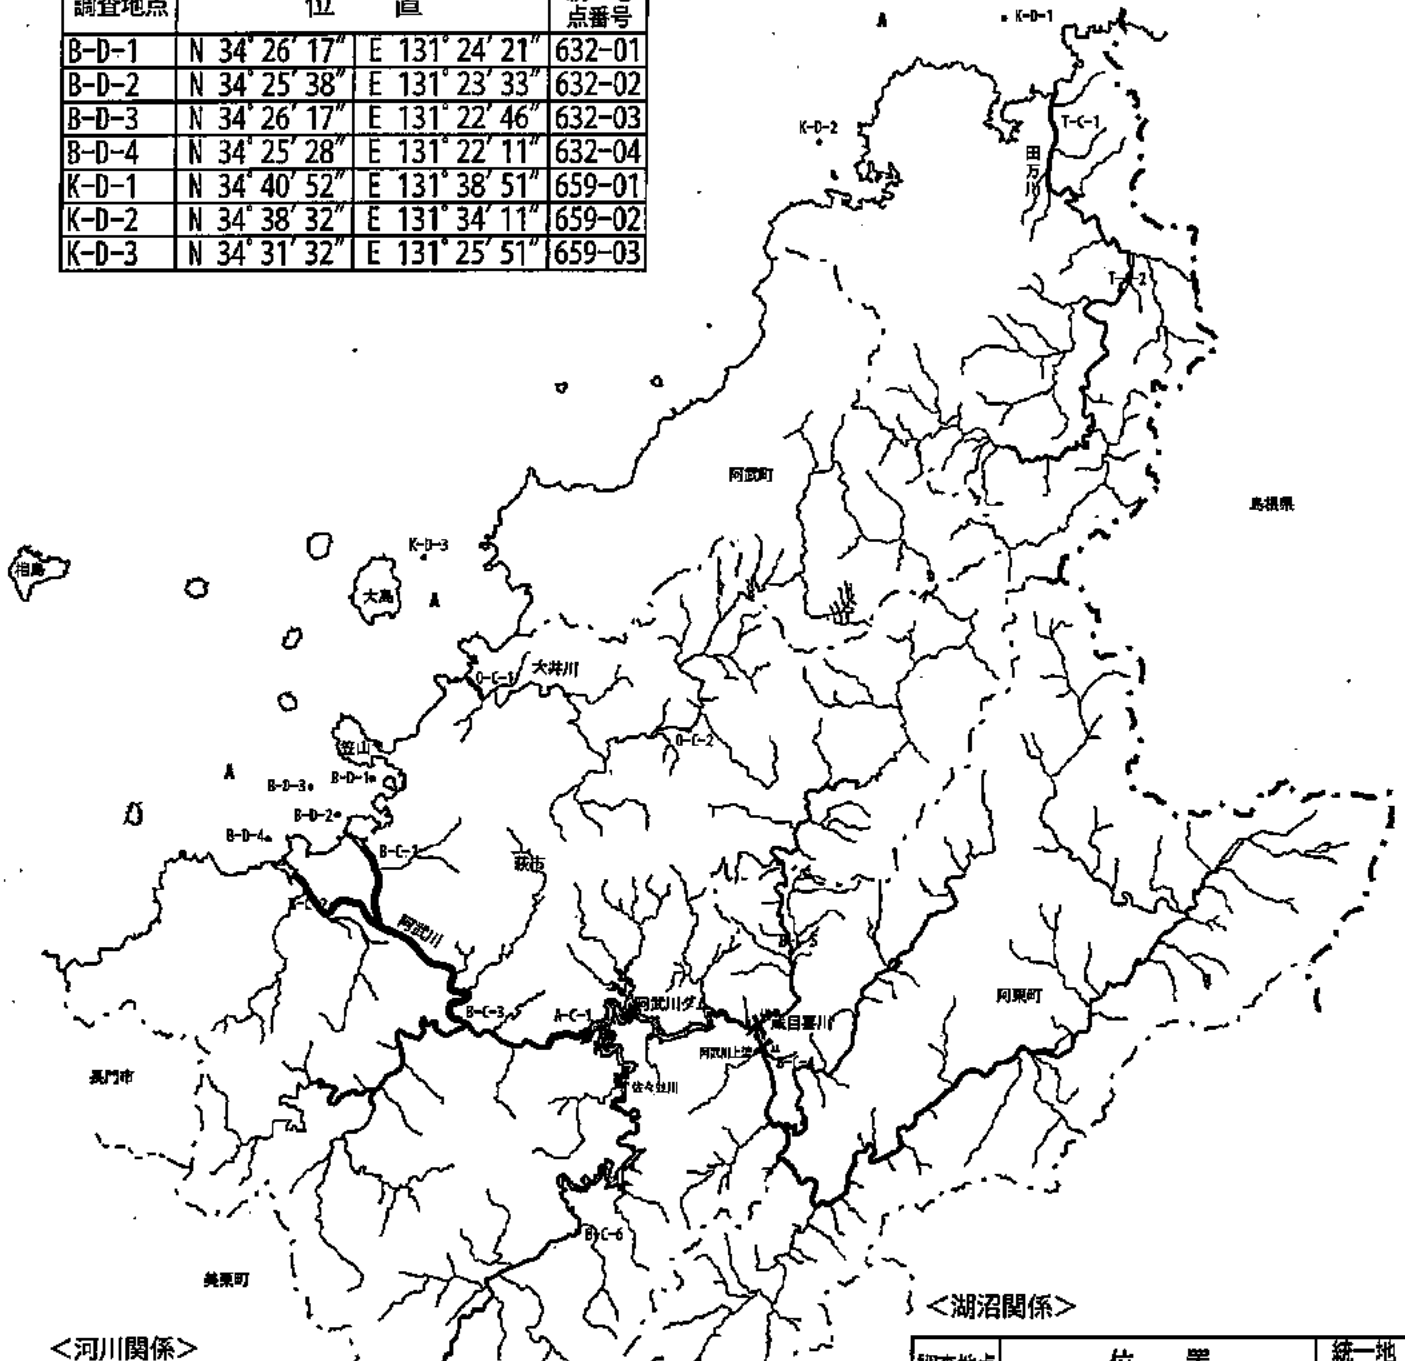 調査地点 位 置
点番号
B-D-1 N 34° 26′ 17″ E 131° 24′ 21″ 632-01
B-D-2 N 34° 25′ 38″ E 131° 23′ 33″ 632-02
B-D-3 N 34° 26′ 17″ E 131° 22′ 46″ 632-03
B-D-4 N 34° 25′ 28″ E 131° 22′ 11″ 632-04
K-D-1 N 34° 40′ 52″ E 131° 38′ 51″ 659-01
K-D-2 N 34° 38′ 32″ E 131° 34′ 11″ 659-02
K-D-3 N 34° 31′ 32″ E 131° 25′ 51″ 659-03
A
K-D-1
K-D-2
T-C-1
田万川
阿武町
島根県
K-D-3
相島
大島
A
O-C-1
大井川
O-C-2
笠山
A
B-D-1
B-D-3
B-D-2
B-D-4
B-C-1
萩市
阿武川
B-C-3
A-C-1
阿武川ダム
蔵目喜川
阿東町
長門市
佐々並川
B-C-6
美東町
＜湖沼関係＞
＜河川関係＞
位 置
統一地